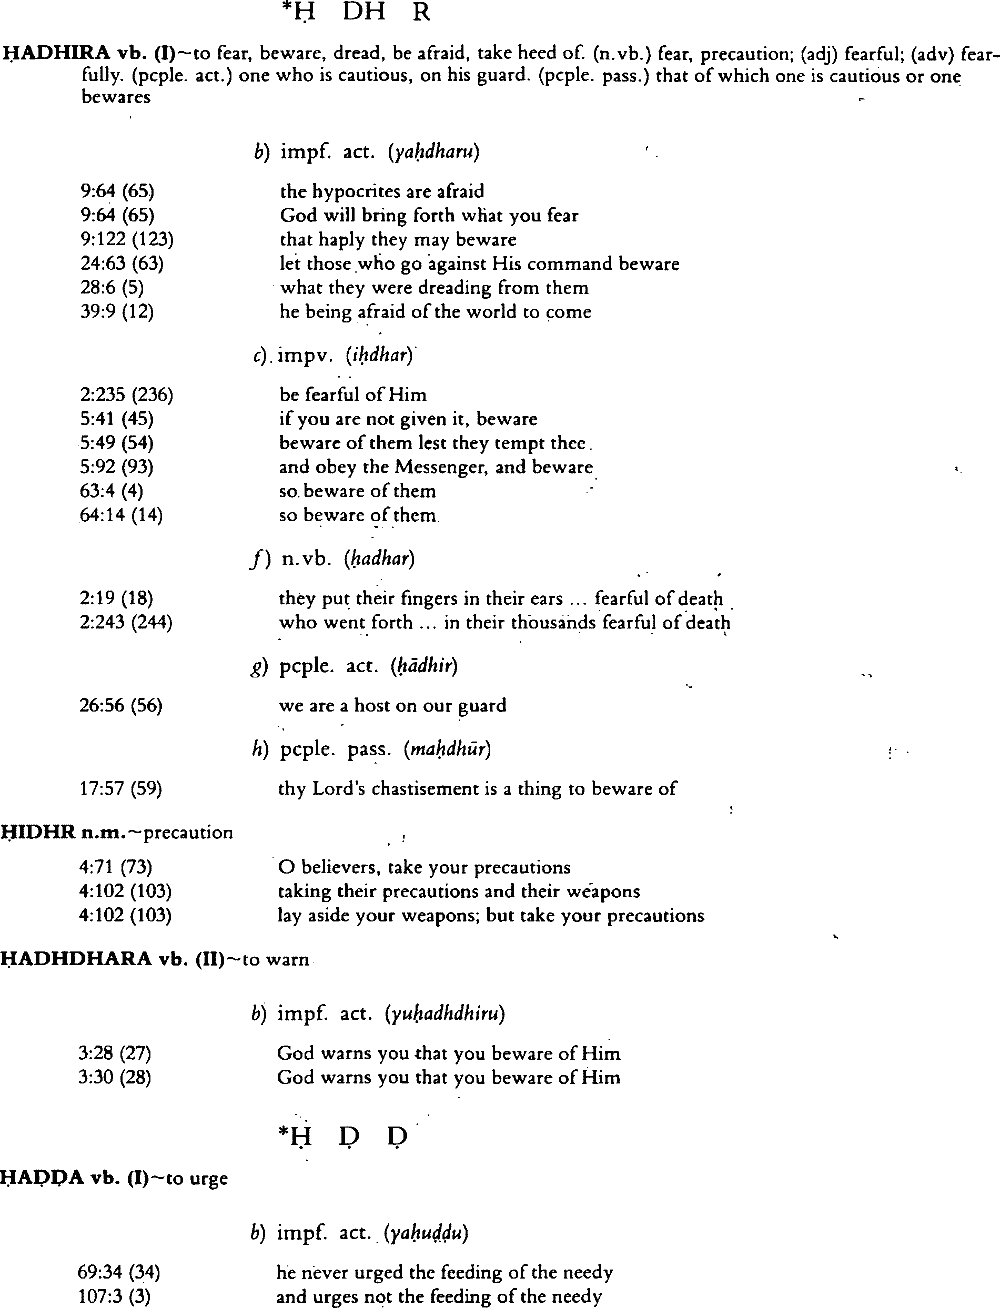 *Ḥ DH R
ḤADHIRA vb. (I)~to fear, beware, dread, be afraid, take heed of. (n.vb.) fear, precaution; (adj) fearful; (adv) fear-
fully. (pcple. act.) one who is cautious, on his guard. (pcple. pass.) that of which one is cautious or one
bewares
b) impf. act. (yaḥdharu)
9:64 (65) the hypocrites are afraid
9:64 (65) God will bring forth what you fear
9:122 (123) that haply they may beware
24:63 (63) let those who go against His command beware
28:6 (5) what they were dreading from them
39:9 (12) he being afraid of the world to come
c) impv. (iḥdhar)
2:235 (236) be fearful of Him
5:41 (45) if you are not given it, beware
5:49 (54) beware of them lest they tempt thee
5:92 (93) and obey the Messenger, and beware
63:4 (4) so beware of them
64:14 (14) so beware of them
f) n.vb. (ḥadhar)
2:19 (18) they put their fingers in their ears ... fearful of death
2:243 (244) who went forth ... in their thousands fearful of death
g) pcple. act. (ḥādhir)
26:56 (56) we are a host on our guard
h) pcple. pass. (maḥdhūr)
17:57 (59) thy Lord's chastisement is a thing to beware of
ḤIDHR n.m.~precaution
4:71 (73) O believers, take your precautions
4:102 (103) taking their precautions and their weapons
4:102 (103) lay aside your weapons; but take your precautions
ḤADHDHARA vb. (II)~to warn
b) impf. act. (yuḥadhdhiru)
3:28 (27) God warns you that you beware of Him
3:30 (28) God warns you that you beware of Him
*Ḥ Ḍ Ḍ
ḤAḌḌA vb. (I)~to urge
b) impf. act. (yaḥuḍḍu)
69:34 (34) he never urged the feeding of the needy
107:3 (3) and urges not the feeding of the needy